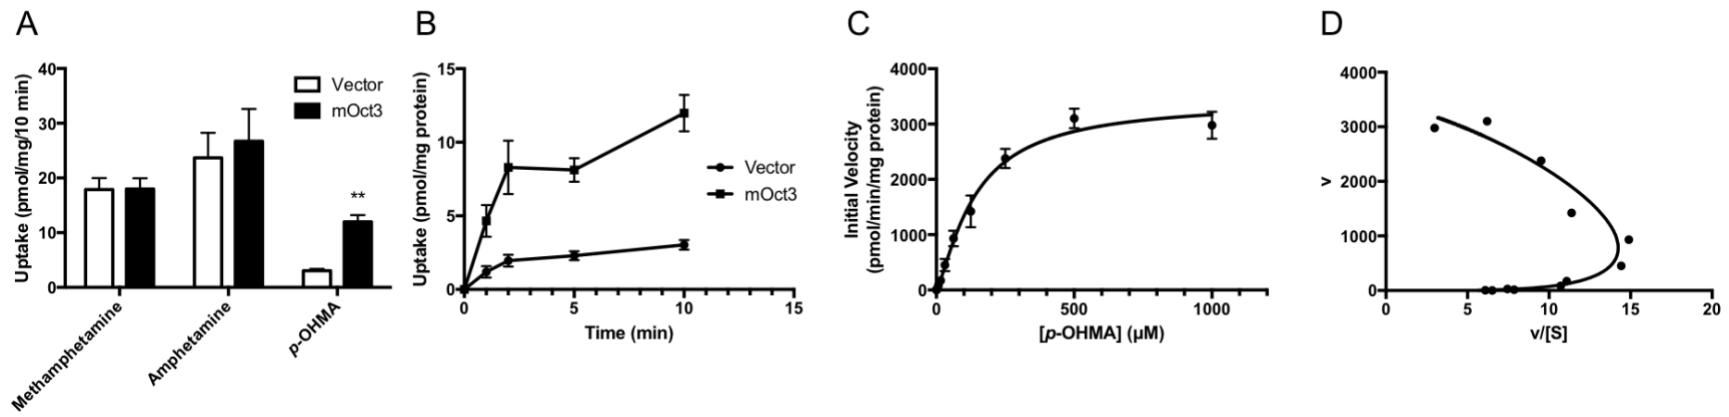 A
Uptake (pmol/mg/10 min)
40
30
20
10
0
Vector
mOct3
**
Methamphetamine
Amphetamine
p-OHMA
B
Uptake (pmol/mg protein)
15
10
5
0
0
5
10
15
Time (min)
Vector
mOct3
C
Initial Velocity
(pmol/min/mg protein)
4000
3000
2000
1000
0
0
500
1000
[p-OHMA] (µM)
D
v
4000
3000
2000
1000
0
0
5
10
15
20
v/[S]